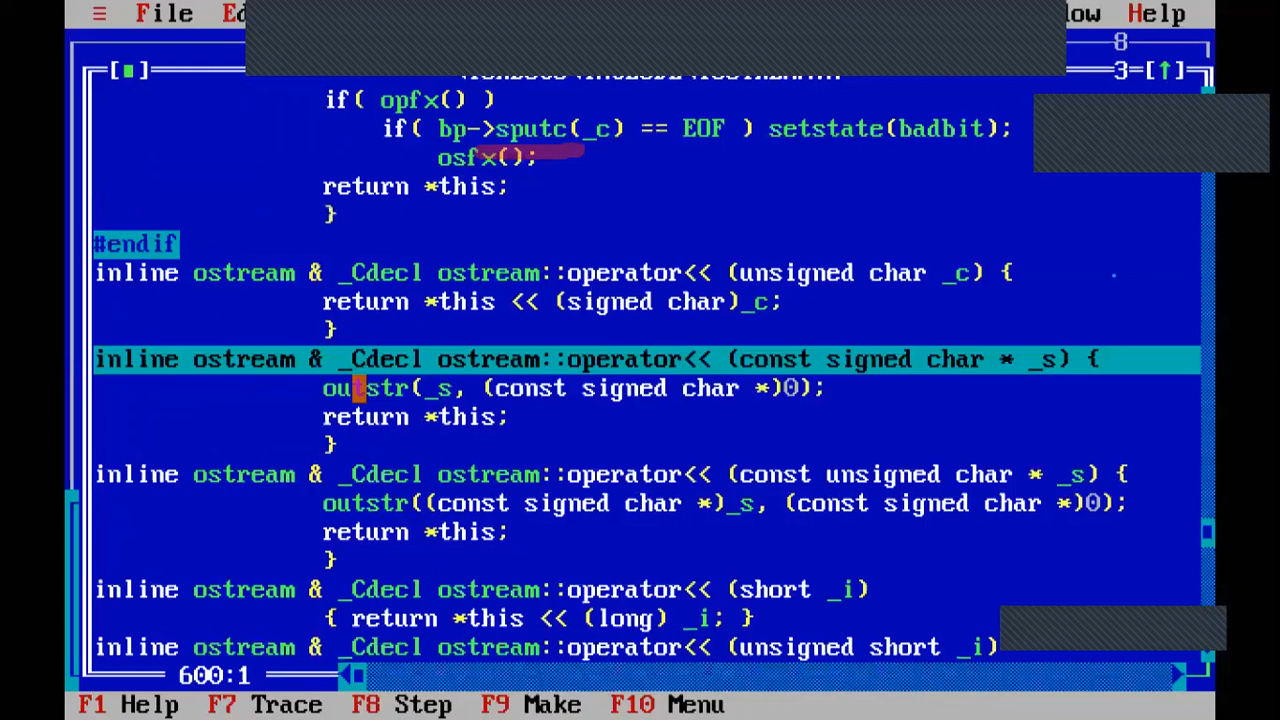 ≡ File
ow Help
8
[■] 3=[↑]
if( opfx() )
if( bp->sputc(_c) == EOF ) setstate(badbit);
osfx();
return *this;
}
#endif
inline ostream & _Cdecl ostream::operator<< (unsigned char _c) {
return *this << (signed char)_c;
}
inline ostream & _Cdecl ostream::operator<< (const signed char * _s) {
outstr(_s, (const signed char *)0);
return *this;
}
inline ostream & _Cdecl ostream::operator<< (const unsigned char * _s) {
outstr((const signed char *)_s, (const signed char *)0);
return *this;
}
inline ostream & _Cdecl ostream::operator<< (short _i)
{ return *this << (long) _i; }
inline ostream & _Cdecl ostream::operator<< (unsigned short _i)
600:1
F1 Help F7 Trace F8 Step F9 Make F10 Menu